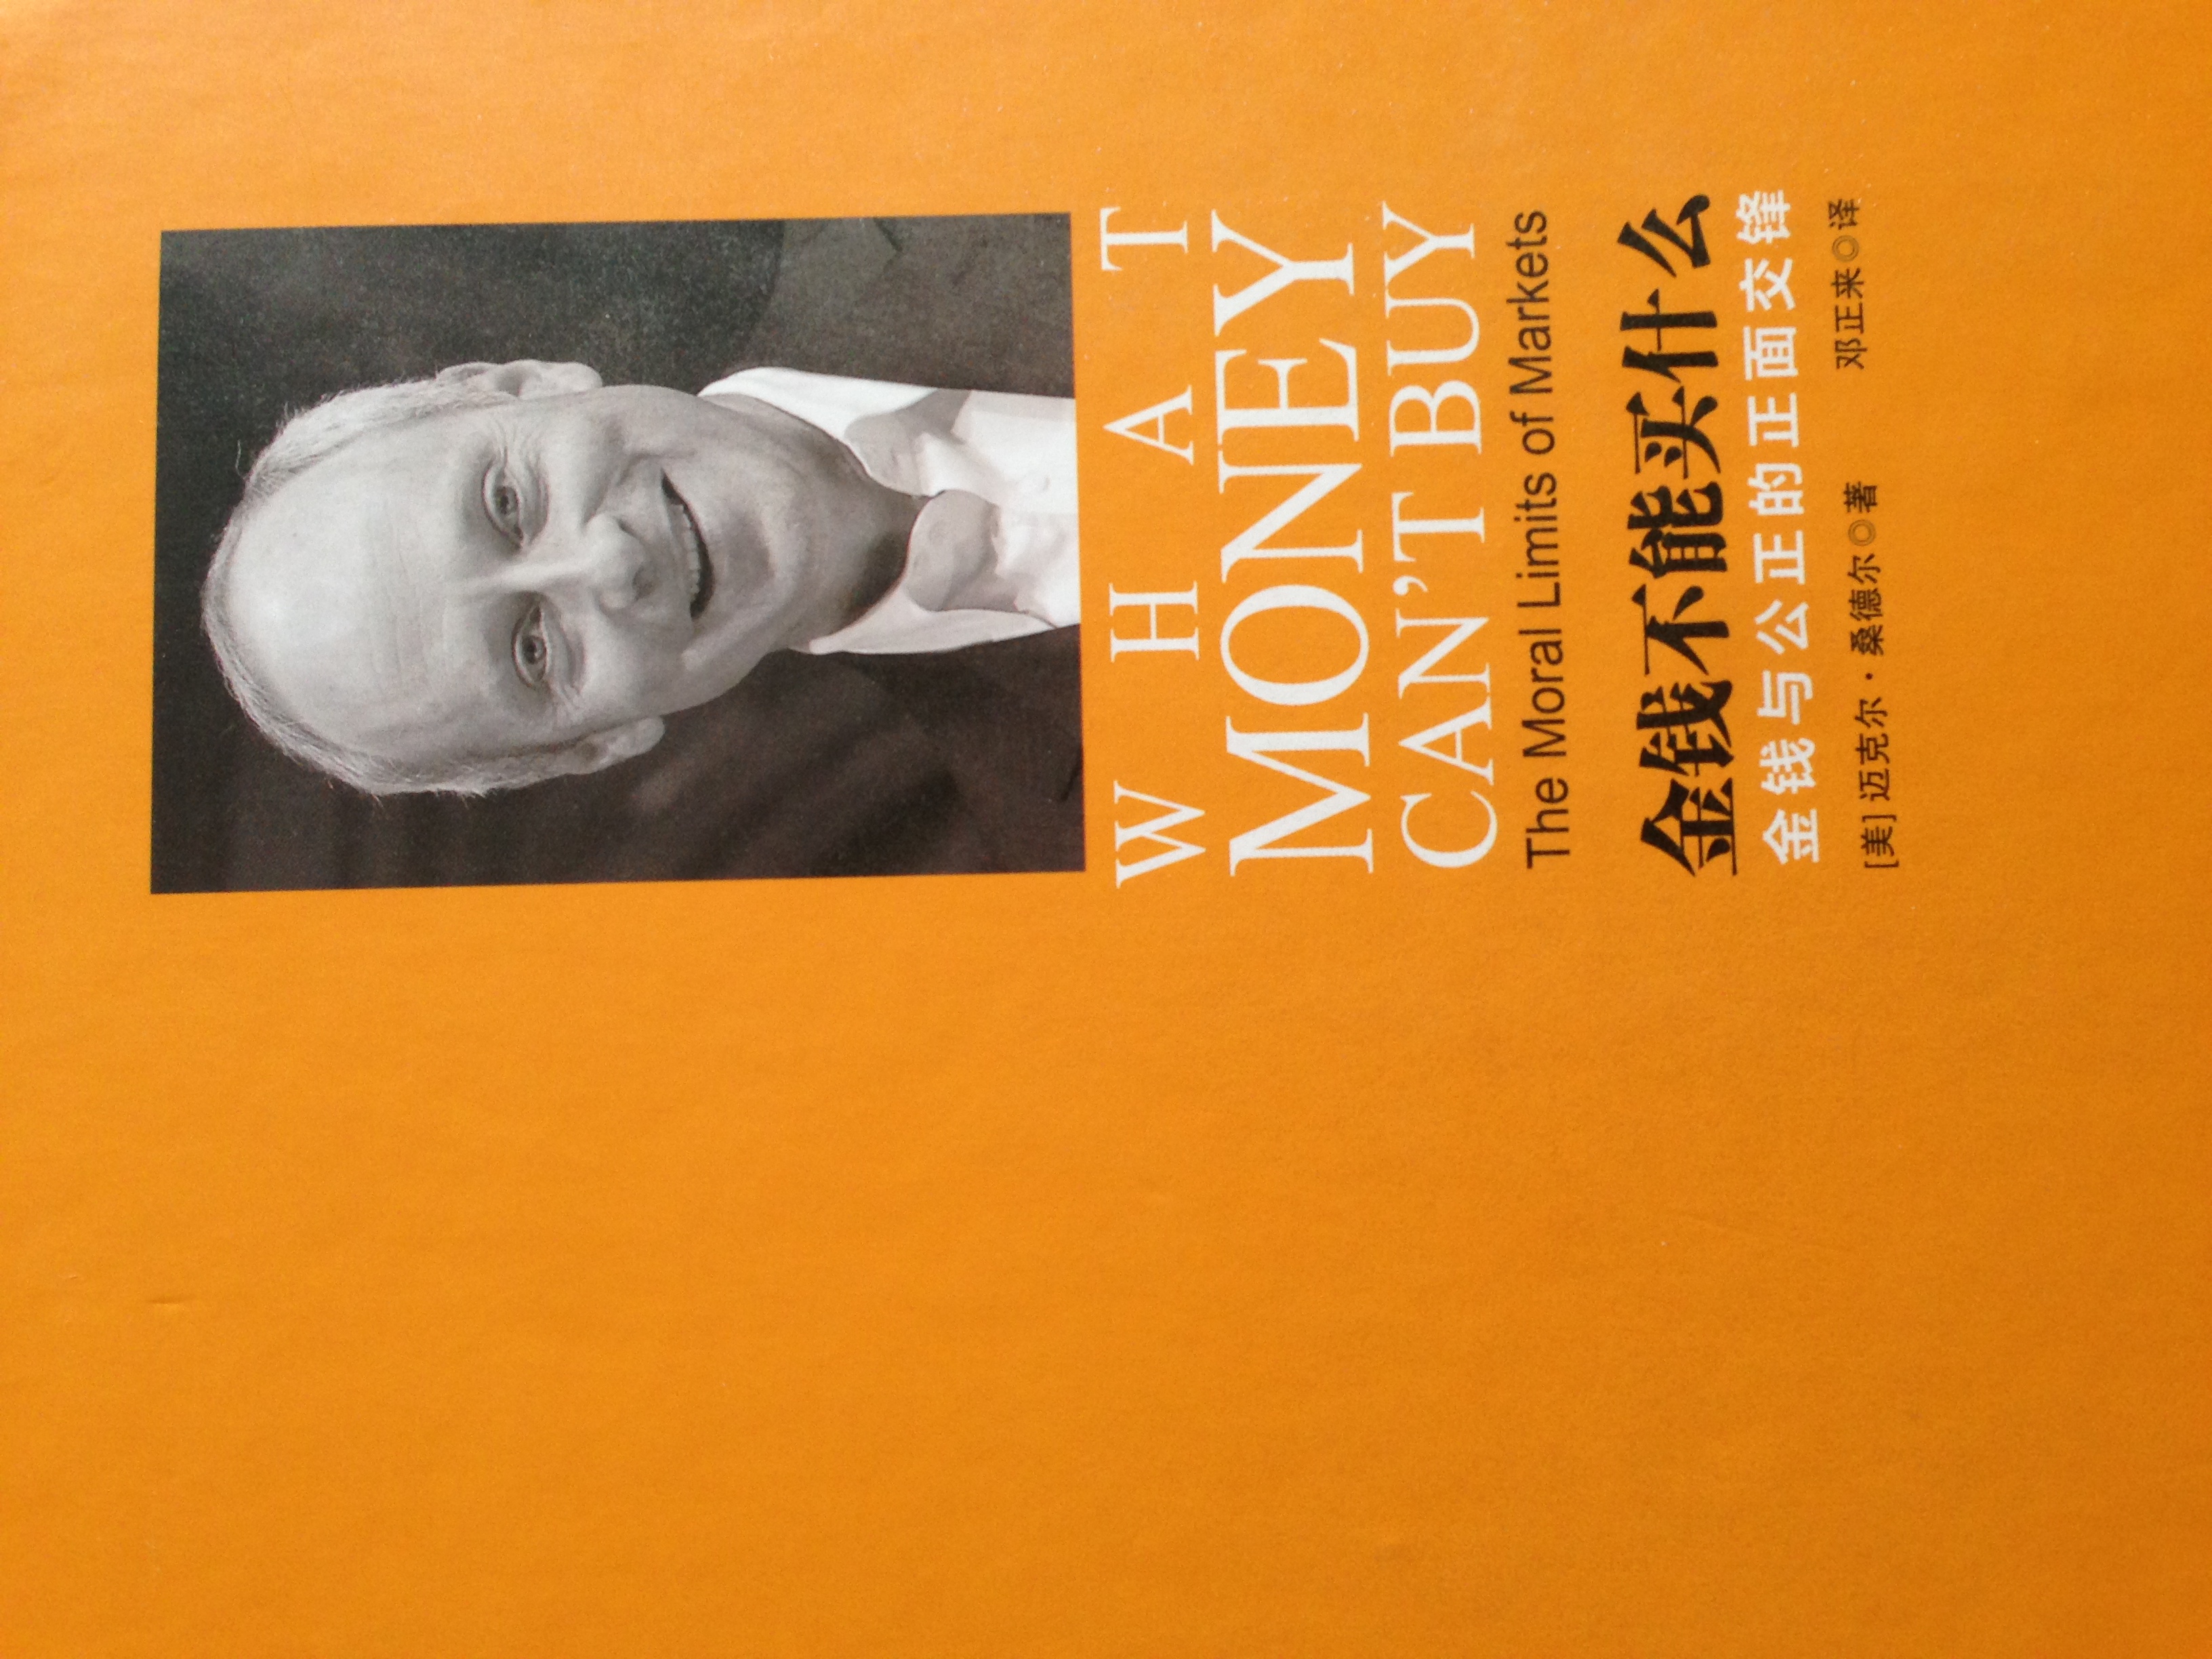 WHAT
MONEY
CAN'T BUY
The Moral Limits of Markets
金钱不能买什么
金钱与公正的正面交锋
[美] 迈克尔·桑德尔◎著 邓正来◎译